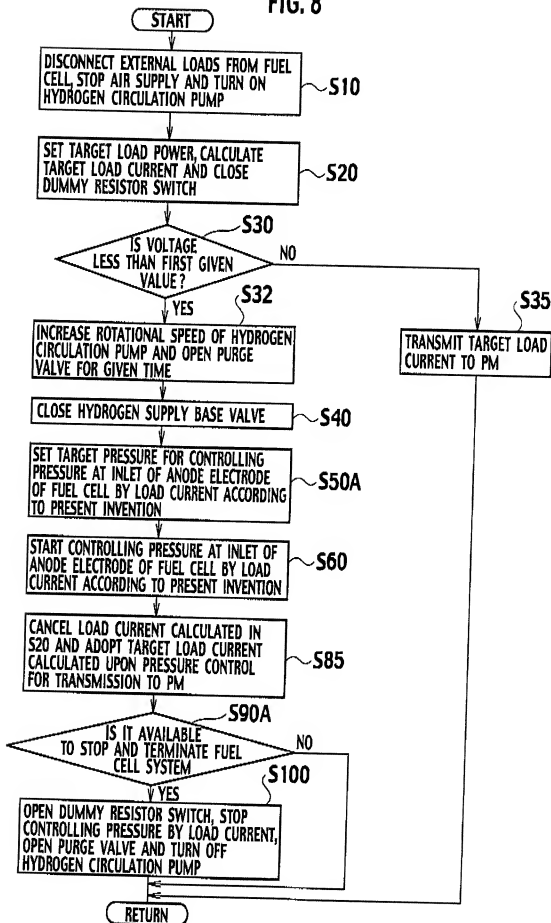 FIG. 8
START
DISCONNECT EXTERNAL LOADS FROM FUEL
CELL, STOP AIR SUPPLY AND TURN ON
HYDROGEN CIRCULATION PUMP
S10
SET TARGET LOAD POWER, CALCULATE
TARGET LOAD CURRENT AND CLOSE
DUMMY RESISTOR SWITCH
S20
S30
IS VOLTAGE
LESS THAN FIRST GIVEN
VALUE?
NO
YES
S32
S35
INCREASE ROTATIONAL SPEED OF HYDROGEN
CIRCULATION PUMP AND OPEN PURGE
VALVE FOR GIVEN TIME
TRANSMIT TARGET LOAD
CURRENT TO PM
CLOSE HYDROGEN SUPPLY BASE VALVE
S40
SET TARGET PRESSURE FOR CONTROLLING
PRESSURE AT INLET OF ANODE ELECTRODE
OF FUEL CELL BY LOAD CURRENT ACCORDING
TO PRESENT INVENTION
S50A
START CONTROLLING PRESSURE AT INLET OF
ANODE ELECTRODE OF FUEL CELL BY LOAD
CURRENT ACCORDING TO PRESENT INVENTION
S60
CANCEL LOAD CURRENT CALCULATED IN
S20 AND ADOPT TARGET LOAD CURRENT
CALCULATED UPON PRESSURE CONTROL
FOR TRANSMISSION TO PM
S85
S90A
IS IT AVAILABLE
TO STOP AND TERMINATE FUEL
CELL SYSTEM
NO
YES
S100
OPEN DUMMY RESISTOR SWITCH, STOP
CONTROLLING PRESSURE BY LOAD CURRENT,
OPEN PURGE VALVE AND TURN OFF
HYDROGEN CIRCULATION PUMP
RETURN